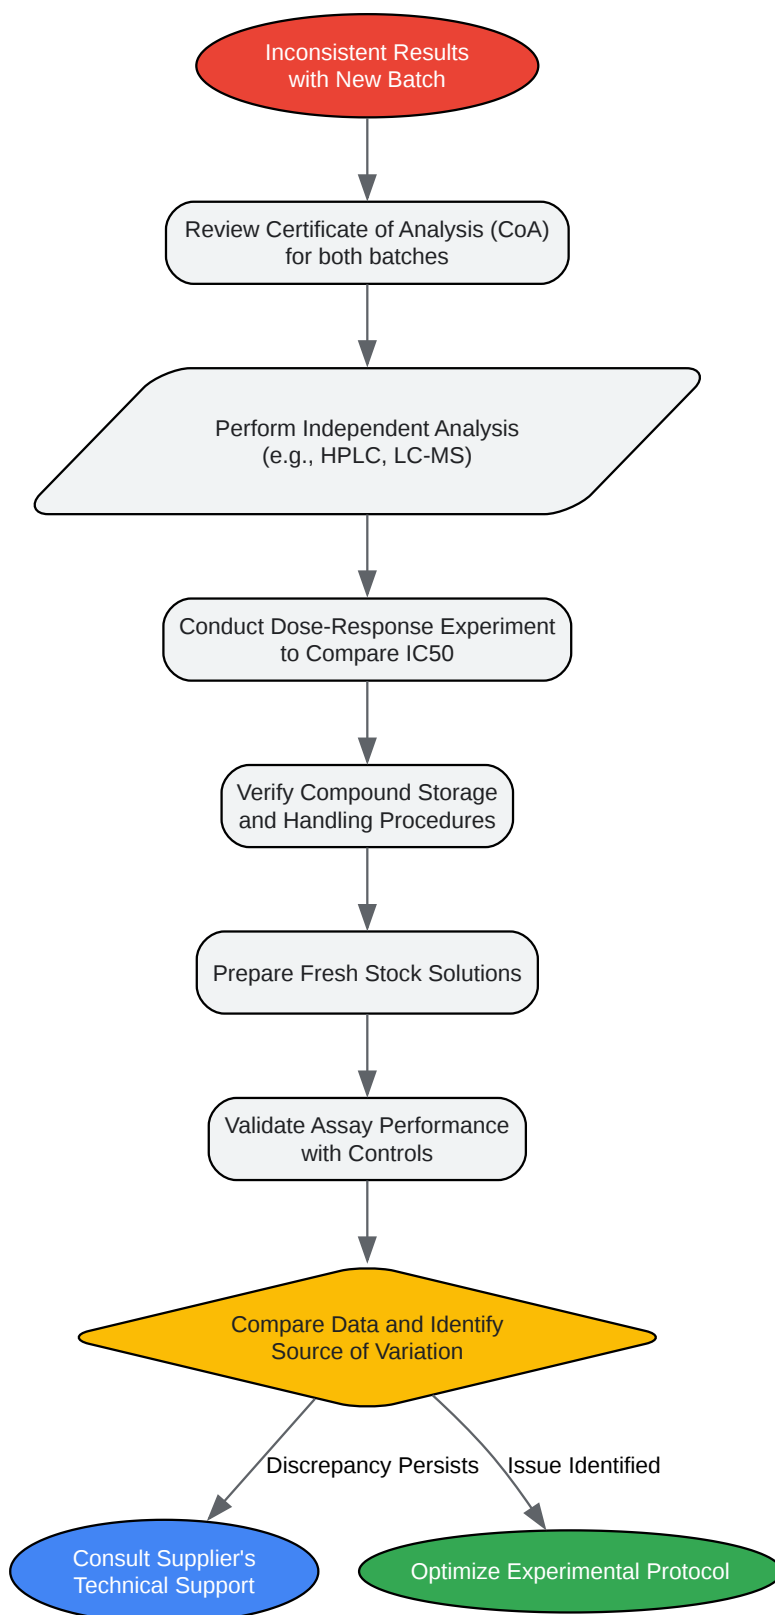 Inconsistent Results
with New Batch
Review Certificate of Analysis (CoA)
for both batches
Perform Independent Analysis
(e.g., HPLC, LC-MS)
Conduct Dose-Response Experiment
to Compare IC50
Verify Compound Storage
and Handling Procedures
Prepare Fresh Stock Solutions
Validate Assay Performance
with Controls
Compare Data and Identify
Source of Variation
Discrepancy Persists
Issue Identified
Consult Supplier's
Technical Support
Optimize Experimental Protocol